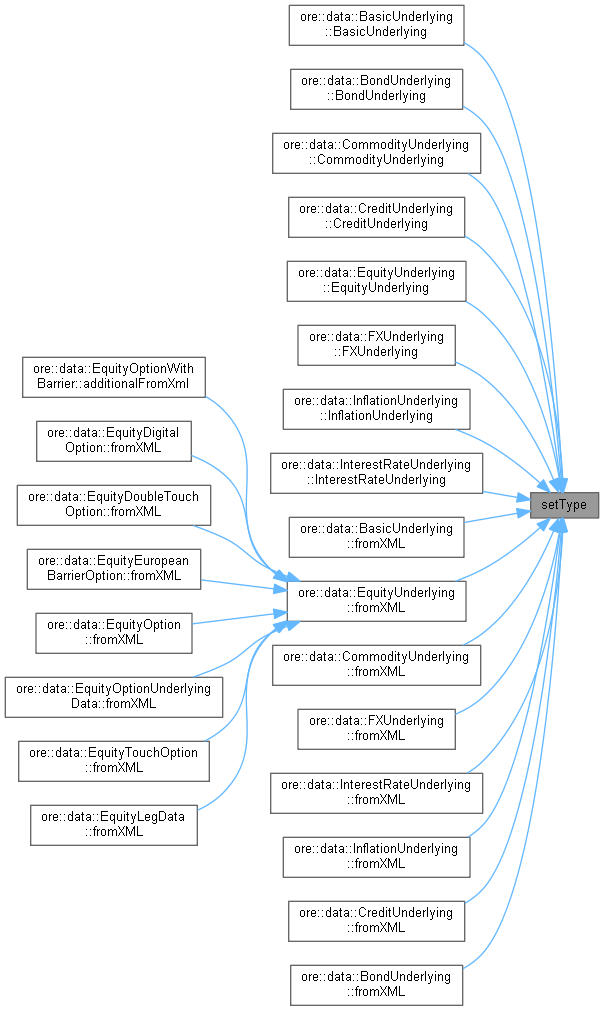 ore::data::BasicUnderlying
::BasicUnderlying
ore::data::BondUnderlying
::BondUnderlying
ore::data::CommodityUnderlying
::CommodityUnderlying
ore::data::CreditUnderlying
::CreditUnderlying
ore::data::EquityUnderlying
::EquityUnderlying
ore::data::FXUnderlying
::FXUnderlying
ore::data::InflationUnderlying
::InflationUnderlying
ore::data::InterestRateUnderlying
::InterestRateUnderlying
ore::data::BasicUnderlying
::fromXML
ore::data::EquityUnderlying
::fromXML
ore::data::CommodityUnderlying
::fromXML
ore::data::FXUnderlying
::fromXML
ore::data::InterestRateUnderlying
::fromXML
ore::data::InflationUnderlying
::fromXML
ore::data::CreditUnderlying
::fromXML
ore::data::BondUnderlying
::fromXML
ore::data::EquityOptionWith
Barrier::additionalFromXml
ore::data::EquityDigital
Option::fromXML
ore::data::EquityDoubleTouch
Option::fromXML
ore::data::EquityEuropean
BarrierOption::fromXML
ore::data::EquityOption
::fromXML
ore::data::EquityOptionUnderlying
Data::fromXML
ore::data::EquityTouchOption
::fromXML
ore::data::EquityLegData
::fromXML
setType